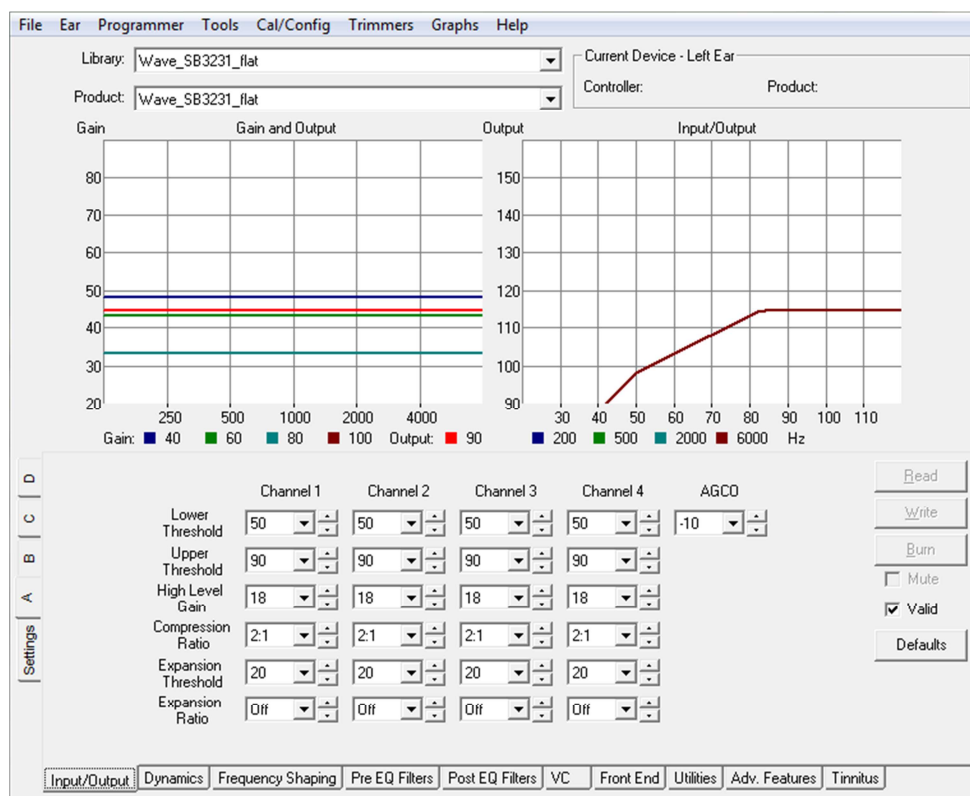 File Ear Programmer Tools Cal/Config Trimmers Graphs Help
Library: Wave_SB3231_flat
Current Device - Left Ear
Controller: Product:
Product: Wave_SB3231_flat
Gain Gain and Output
80
70
60
50
40
30
20
250 500 1000 2000 4000
Gain: 40 60 80 100 Output: 90
Output Input/Output
150
140
130
120
110
100
90
30 40 50 60 70 80 90 100 110
200 500 2000 6000 Hz
D
C
B
A
Settings
Channel 1 Channel 2 Channel 3 Channel 4 AGCO
Lower
Threshold
50 50 50 50 -10
Upper
Threshold
90 90 90 90
High Level
Gain
18 18 18 18
Compression
Ratio
2:1 2:1 2:1 2:1
Expansion
Threshold
20 20 20 20
Expansion
Ratio
Off Off Off Off
Read
Write
Burn
Mute
Valid
Defaults
Input/Output Dynamics Frequency Shaping Pre EQ Filters Post EQ Filters VC Front End Utilities Adv. Features Tinnitus